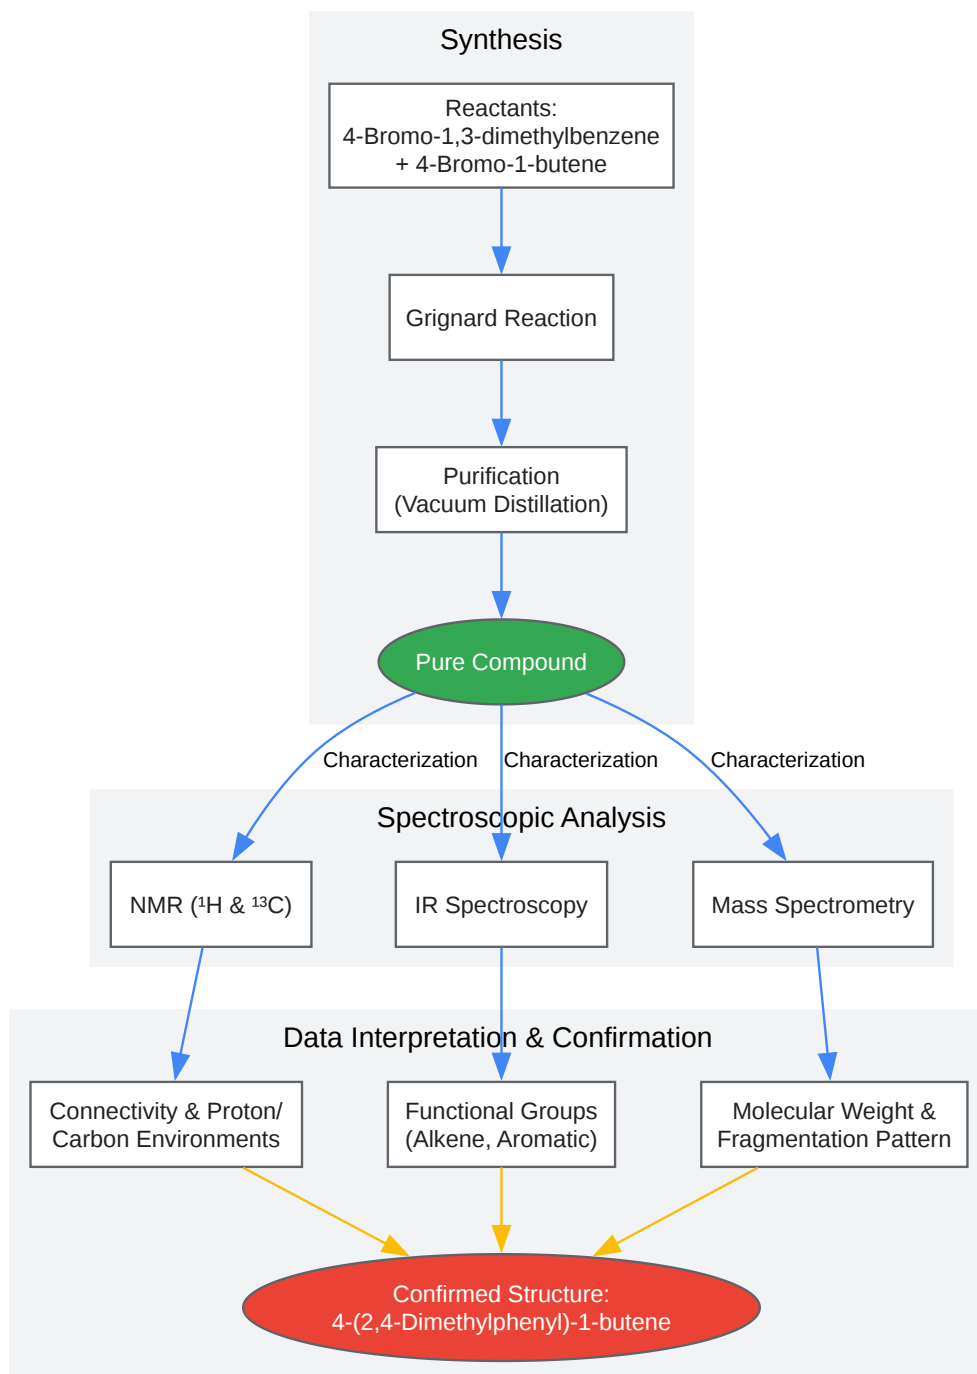 Synthesis
Reactants:
4-Bromo-1,3-dimethylbenzene
+ 4-Bromo-1-butene
Grignard Reaction
Purification
(Vacuum Distillation)
Pure Compound
Characterization
Characterization
Characterization
Spectroscopic Analysis
NMR (¹H & ¹³C)
IR Spectroscopy
Mass Spectrometry
Data Interpretation & Confirmation
Connectivity & Proton/
Carbon Environments
Functional Groups
(Alkene, Aromatic)
Molecular Weight &
Fragmentation Pattern
Confirmed Structure:
4-(2,4-Dimethylphenyl)-1-butene